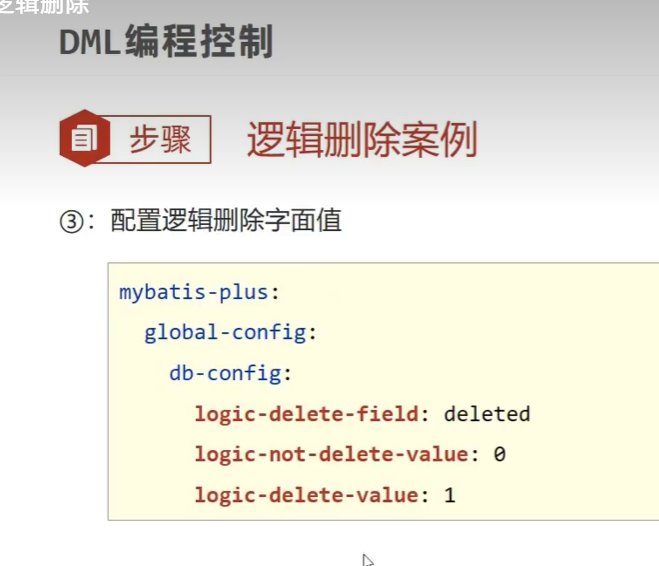 逻辑删除
DML编程控制
步骤
逻辑删除案例
③：配置逻辑删除字面值
mybatis-plus:
global-config:
db-config:
logic-delete-field: deleted
logic-not-delete-value: 0
logic-delete-value: 1